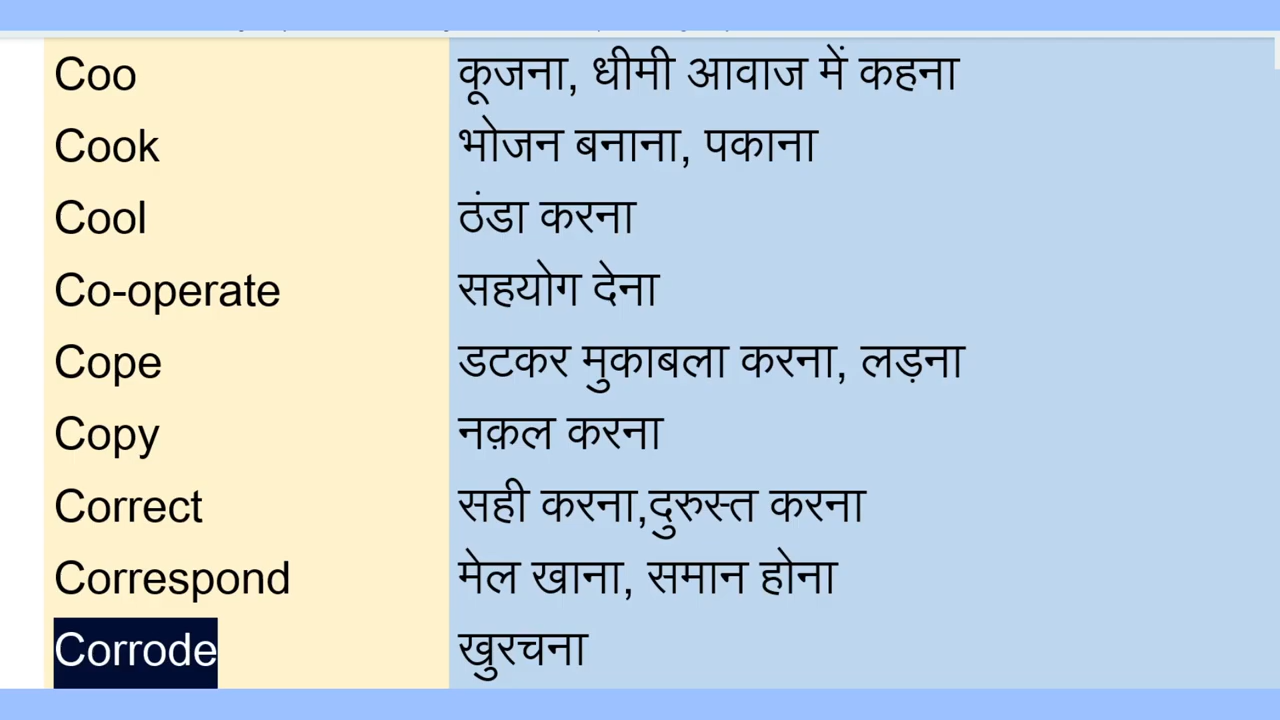 Coo कूजना, धीमी आवाज में कहना
Cook भोजन बनाना, पकाना
Cool ठंडा करना
Co-operate सहयोग देना
Cope डटकर मुकाबला करना, लड़ना
Copy नक़ल करना
Correct सही करना,दुरुस्त करना
Correspond मेल खाना, समान होना
Corrode खुरचना